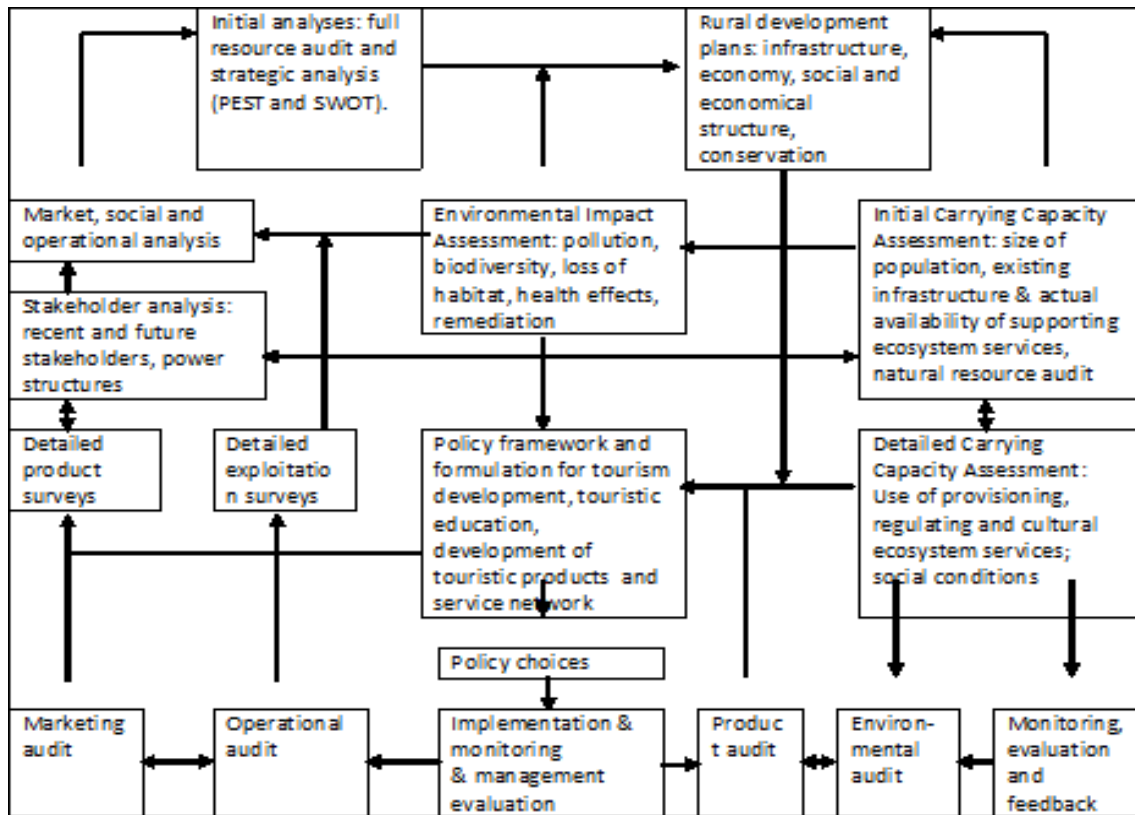 Initial analyses: full
resource audit and
strategic analysis
(PEST and SWOT).
Rural development
plans: infrastructure,
economy, social and
economical
structure,
conservation
Market, social and
operational analysis
Environmental Impact
Assessment: pollution,
biodiversity, loss of
habitat, health effects,
remediation
Initial Carrying Capacity
Assessment: size of
population, existing
infrastructure & actual
availability of supporting
ecosystem services,
natural resource audit
Stakeholder analysis:
recent and future
stakeholders, power
structures
Detailed
product
surveys
Detailed
exploitatio
n surveys
Policy framework and
formulation for tourism
development, touristic
education,
development of
touristic products and
service network
Detailed Carrying
Capacity Assessment:
Use of provisioning,
regulating and cultural
ecosystem services;
social conditions
Policy choices
Marketing
audit
Operational
audit
Implementation &
monitoring
& management
evaluation
Produc
t audit
Environ-
mental
audit
Monitoring,
evaluation
and
feedback